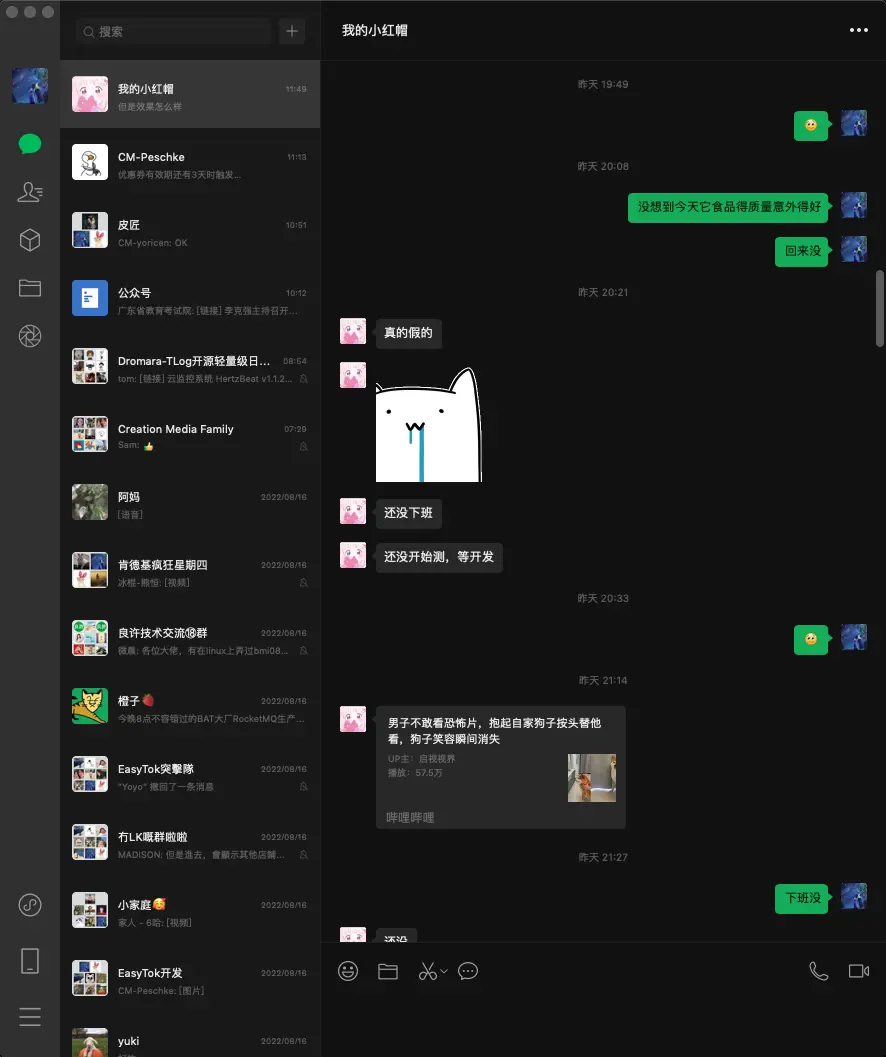 搜索
我的小红帽
11:49
但是效果怎么样
CM-Peschke
11:13
优惠券有效期还有3天时触发...
皮匠
10:51
CM-yoricen: OK
公众号
10:12
广东省教育考试院: [链接] 李克强主持召开...
Dromara-TLog开源轻量级日...
08:54
tom: [链接] 云监控系统 HertzBeat v1.1.2...
Creation Media Family
07:29
Sam: 👍
阿妈
2022/08/16
[语音]
肯德基疯狂星期四
2022/08/16
冰棍-熊恒: [视频]
良许技术交流⑱群
2022/08/16
微晨: 各位大佬，有在linux上弄过bmi08...
橙子🍓
2022/08/16
今晚8点不容错过的BAT大厂RocketMQ生产...
EasyTok突擊隊
2022/08/16
"Yoyo" 撤回了一条消息
冇LK嘅群啦啦
2022/08/16
MADISON: 但是進去，會顯示其他店鋪...
小家庭🥰
2022/08/16
家人 - 6哈: [视频]
EasyTok开发
2022/08/16
CM-Peschke: [图片]
yuki
2022/08/16
我的小红帽
昨天 19:49
昨天 20:08
没想到今天它食品得质量意外得好
回来没
昨天 20:21
真的假的
还没下班
还没开始测，等开发
昨天 20:33
昨天 21:14
男子不敢看恐怖片，抱起自家狗子按头替他
看，狗子笑容瞬间消失
UP主：启视视界
播放：57.5万
哔哩哔哩
昨天 21:27
下班没
还没